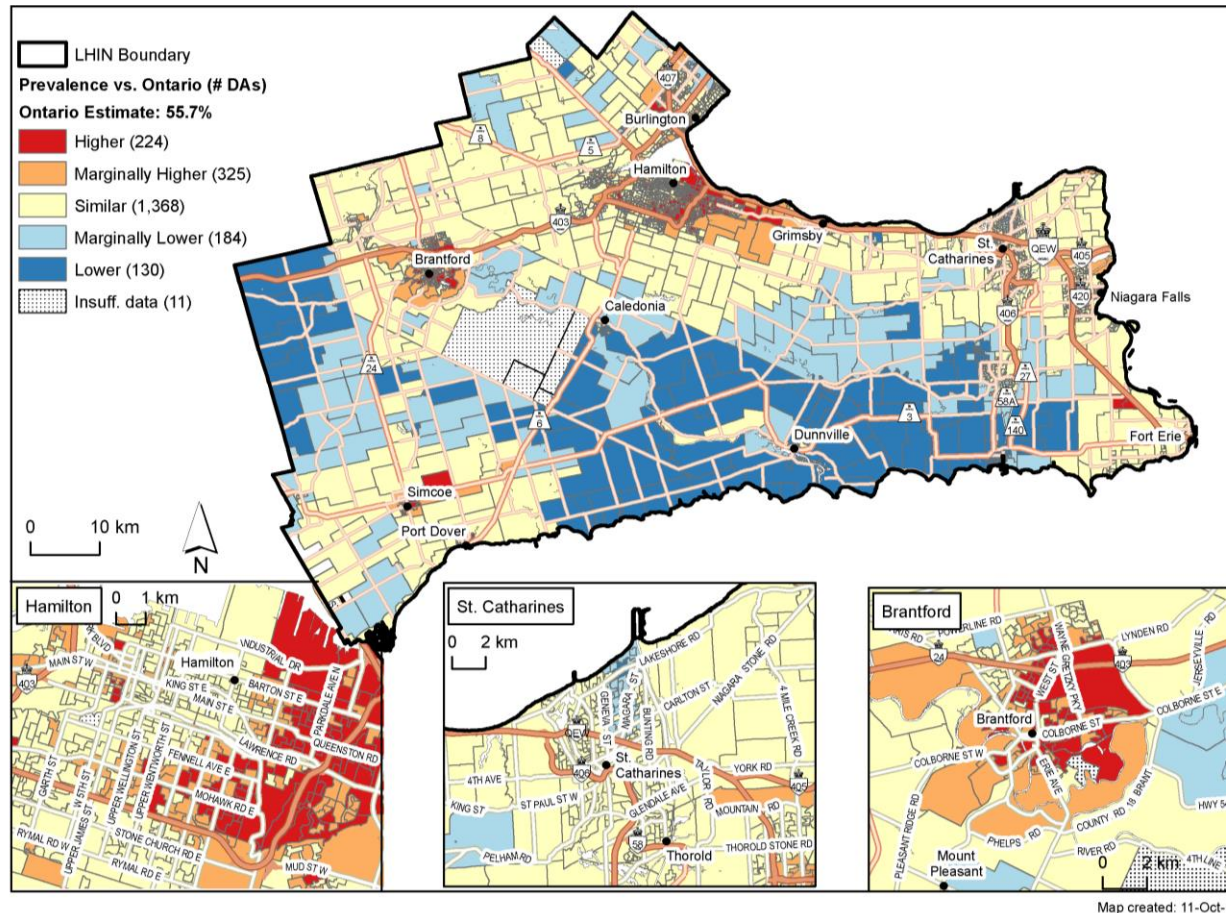 LHIN Boundary
Prevalence vs. Ontario (# DAs)
Ontario Estimate: 55.7%
Higher (224)
Marginally Higher (325)
Similar (1,368)
Marginally Lower (184)
Lower (130)
Insuff. data (11)
407
Burlington
8
5
Hamilton
403
Grimsby
Brantford
St.
Catharines
QEW
405
420
Niagara Falls
Caledonia
406
24
27
58A
6
3
140
Dunnville
Fort Erie
Simcoe
Port Dover
0 10 km
N
Hamilton
0 1 km
BLVD
INDUSTRIAL DR
MAIN ST W
Hamilton
403
KING ST E
BARTON ST E
MAIN ST E
PARKDALE AVE N
QUEENSTON RD
LAWRENCE RD
FENNELL AVE E
MOHAWK RD E
GARTH ST
W 5TH ST
UPPER JAMES ST
UPPER WELLINGTON ST
UPPER WENTWORTH ST
STONE CHURCH RD E
RYMAL RD W
RYMAL RD E
MUD ST W
St. Catharines
0 2 km
LAKESHORE RD
NIAGARA STONE RD
GENEVA ST
NIAGARA ST
BUNTING RD
CARLTON ST
4 MILE CREEK RD
QEW
406
St.
Catharines
4TH AVE
KING ST
ST PAUL ST W
TAYLOR RD
YORK RD
405
GLENDALE AVE
MOUNTAIN RD
58
PELHAM RD
Thorold
THOROLD STONE RD
Brantford
POWERLINE RD
24
WAYNE GRETZKY PKY
WEST ST
LYNDEN RD
403
JERSEYVILLE RD
Brantford
COLBORNE ST
COLBORNE ST E
COLBORNE ST W
ERIE AVE
COUNTY RD 18 BRANT
HWY 54
PLEASANT RIDGE RD
PHELPS RD
RIVER RD
4TH LINE
Mount
Pleasant
0 2 km
Map created: 11-Oct-